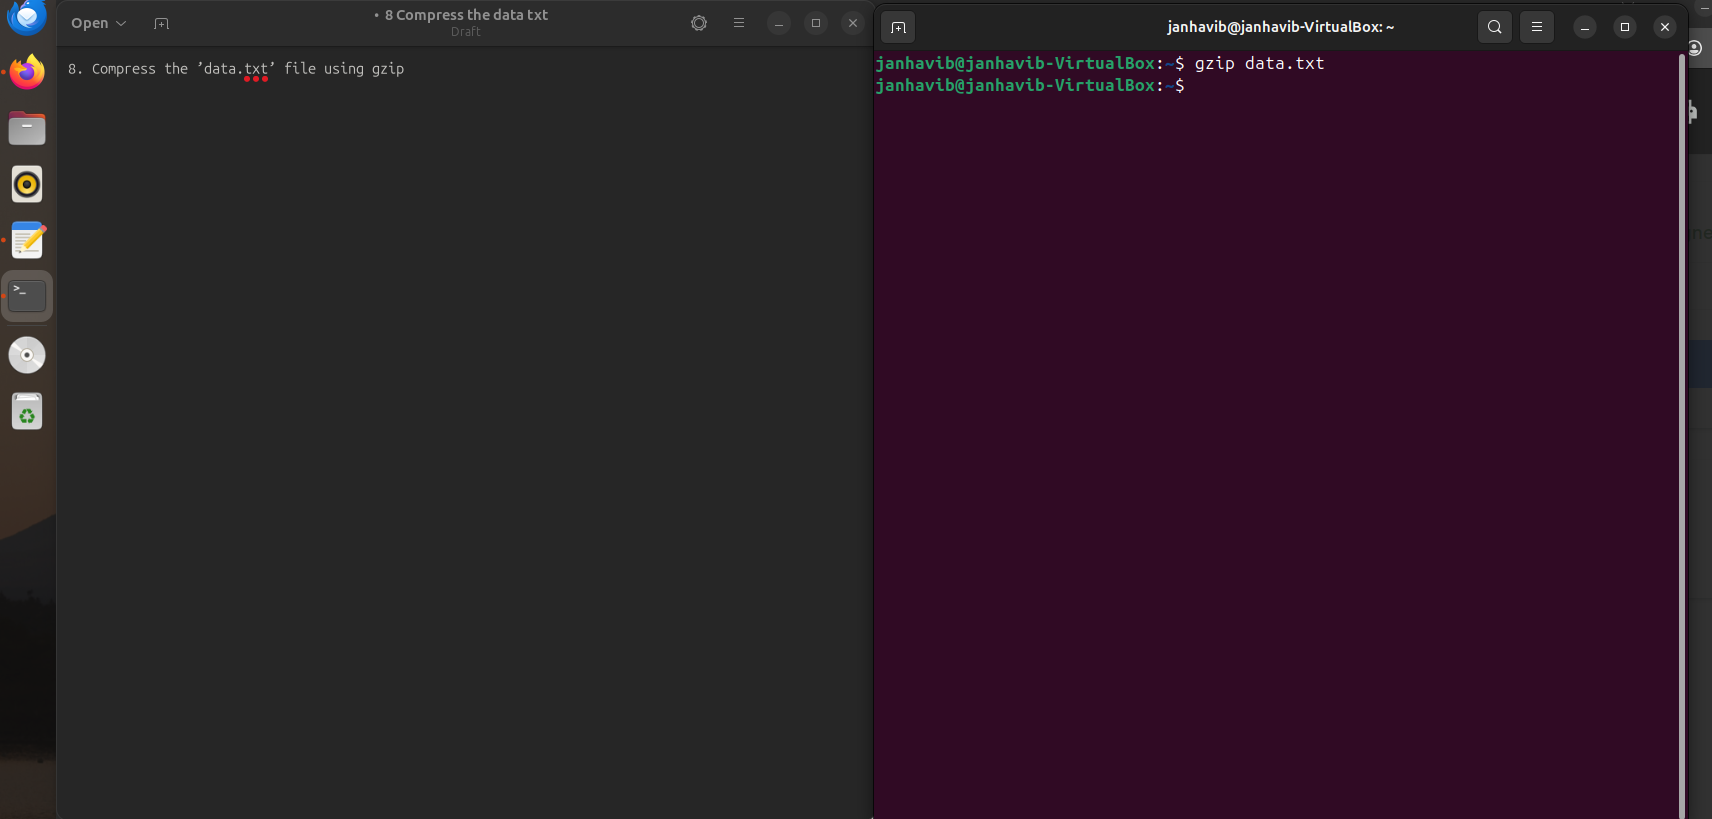 Open
• 8 Compress the data txt
Draft
8. Compress the ’data.txt’ file using gzip
janhavib@janhavib-VirtualBox: ~
janhavib@janhavib-VirtualBox:~$ gzip data.txt
janhavib@janhavib-VirtualBox:~$
>_